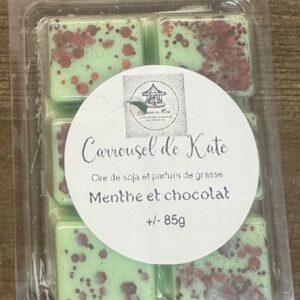 Carrousel de Kate
Cire de soja et parfum de grasse
Menthe et chocolat
+/- 85g